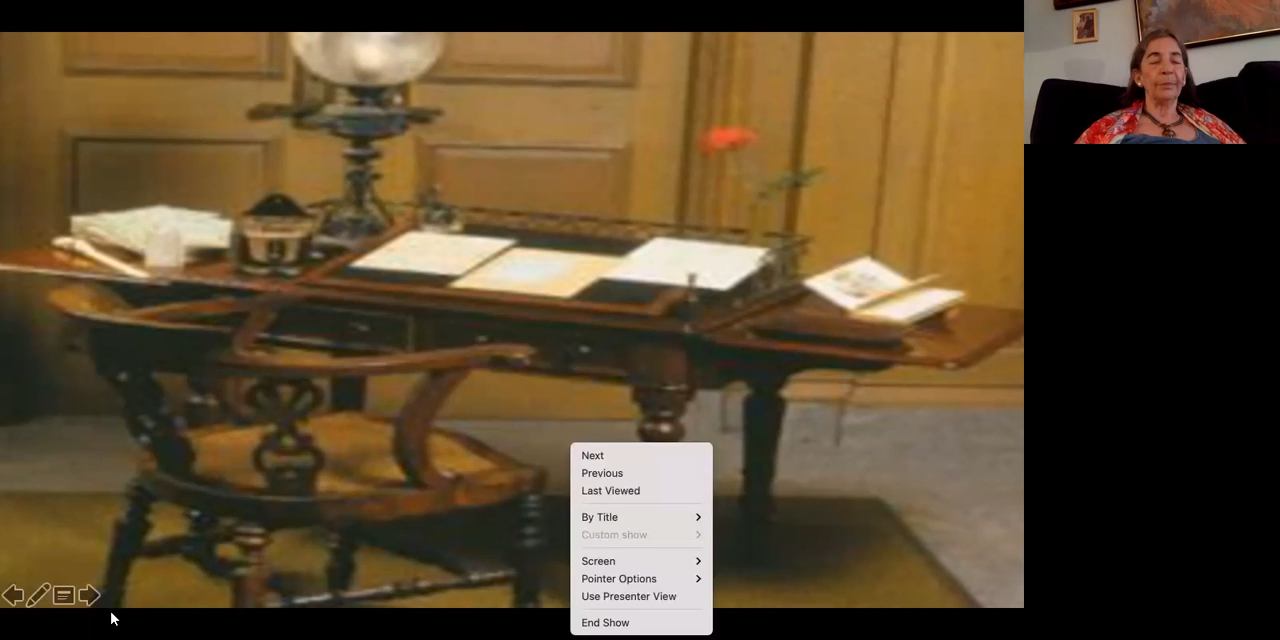 Next
Previous
Last Viewed
By Title
Custom show
Screen
Pointer Options
Use Presenter View
End Show